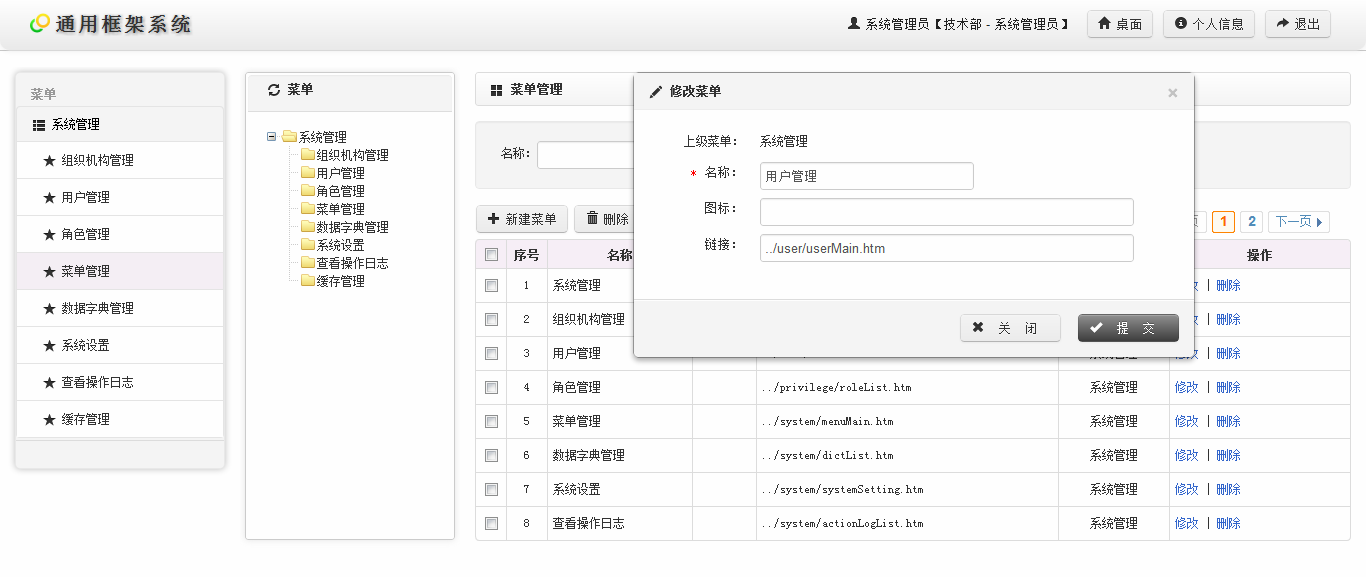 通用框架系统
系统管理员【技术部 - 系统管理员】 桌面 个人信息 退出
菜单
系统管理
组织机构管理
用户管理
角色管理
菜单管理
数据字典管理
系统设置
查看操作日志
缓存管理
菜单
系统管理
组织机构管理
用户管理
角色管理
菜单管理
数据字典管理
系统设置
查看操作日志
缓存管理
菜单管理
名称:
新建菜单 删除
1 2 下一页
序号 名称 操作
1 系统管理 | 删除
2 组织机构管理 | 删除
3 用户管理 系统管理 修改 | 删除
4 角色管理 ../privilege/roleList.htm 系统管理 修改 | 删除
5 菜单管理 ../system/menuMain.htm 系统管理 修改 | 删除
6 数据字典管理 ../system/dictList.htm 系统管理 修改 | 删除
7 系统设置 ../system/systemSetting.htm 系统管理 修改 | 删除
8 查看操作日志 ../system/actionLogList.htm 系统管理 修改 | 删除
修改菜单 ×
上级菜单: 系统管理
* 名称: 用户管理
图标:
链接: ../user/userMain.htm
关 闭 提 交